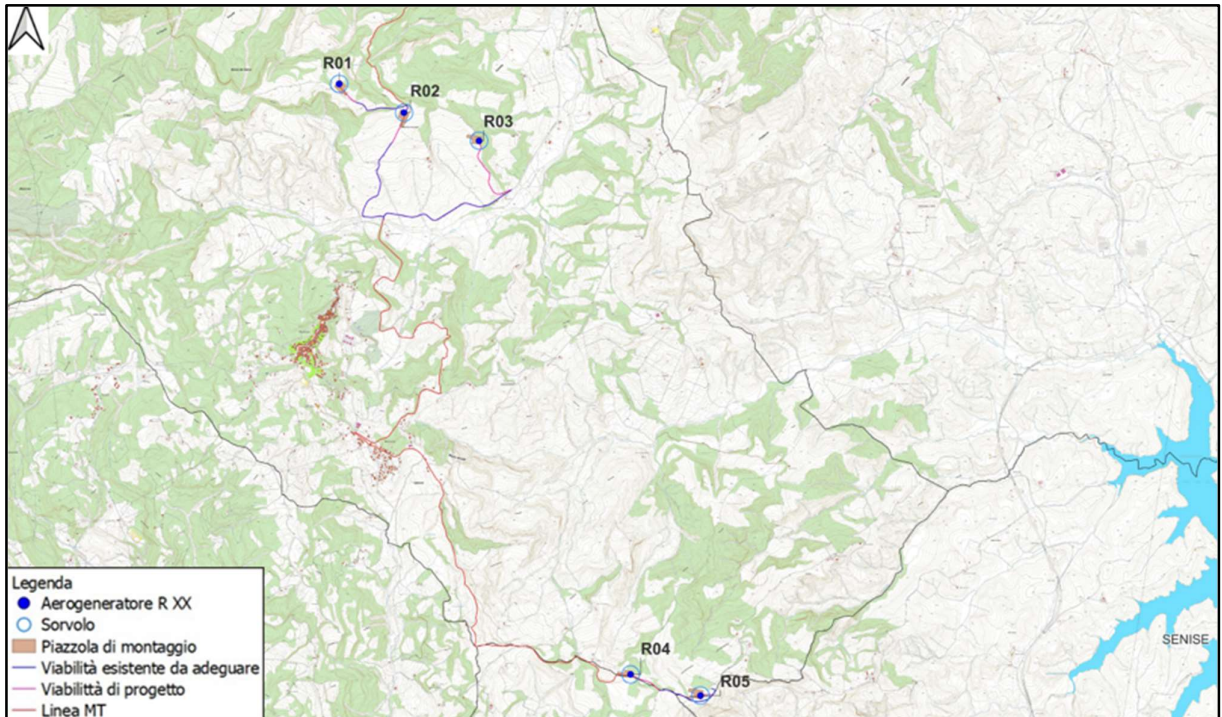 R01
R02
R03
R04
R05
SENISE
Legenda
Aerogeneratore R XX
Sorvolo
Piazzola di montaggio
Viabilità esistente da adeguare
Viabilittà di progetto
Linea MT